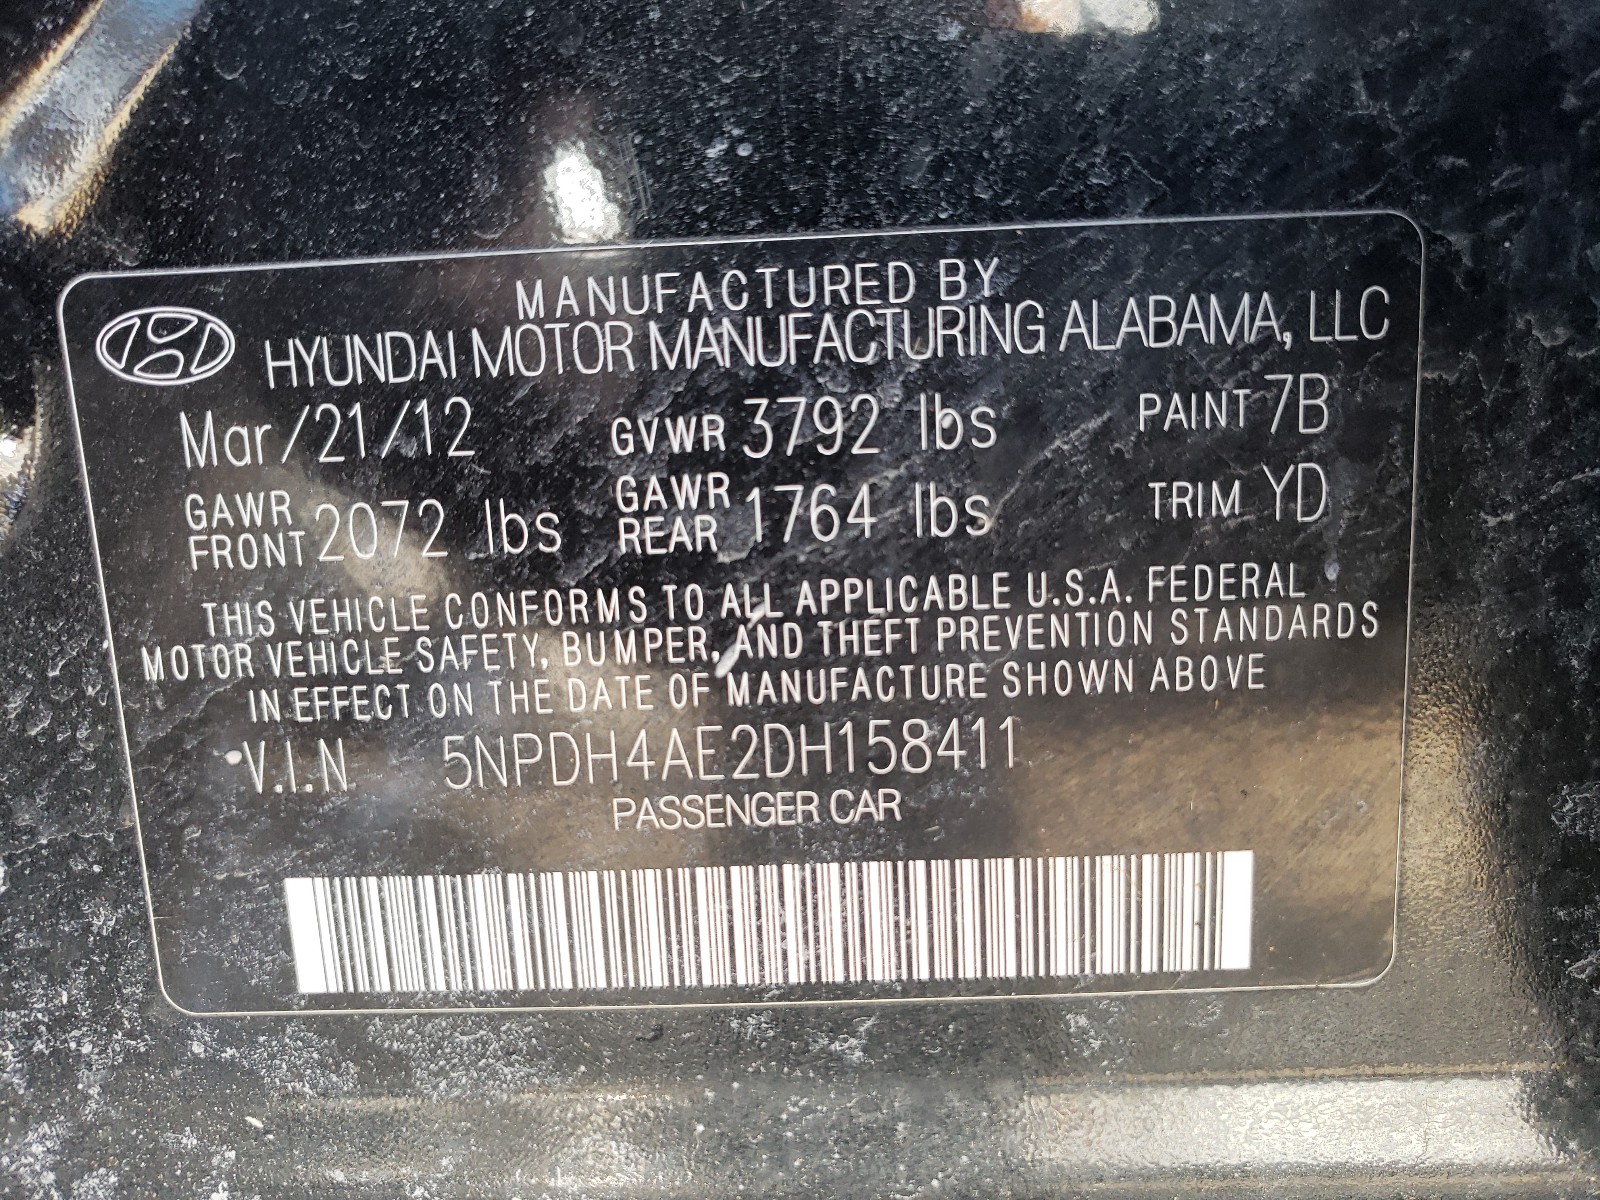 MANUFACTURED BY
HYUNDAI MOTOR MANUFACTURING ALABAMA, LLC
Mar/21/12 GVWR 3792 lbs PAINT 7B
GAWR FRONT 2072 lbs GAWR REAR 1764 lbs TRIM YD
THIS VEHICLE CONFORMS TO ALL APPLICABLE U.S.A. FEDERAL
MOTOR VEHICLE SAFETY, BUMPER, AND THEFT PREVENTION STANDARDS
IN EFFECT ON THE DATE OF MANUFACTURE SHOWN ABOVE
V.I.N 5NPDH4AE2DH158411
PASSENGER CAR